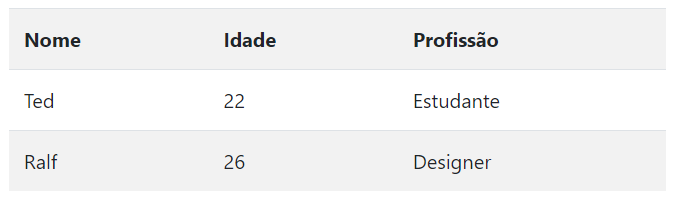 Nome Idade Profissão
Ted 22 Estudante
Ralf 26 Designer